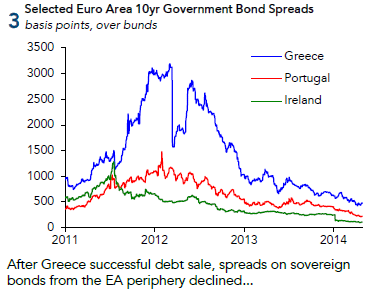 3 Selected Euro Area 10yr Government Bond Spreads
basis points, over bunds
3500
3000
2500
2000
1500
1000
500
0
Greece
Portugal
Ireland
2011 2012 2013 2014
After Greece successful debt sale, spreads on sovereign
bonds from the EA periphery declined...